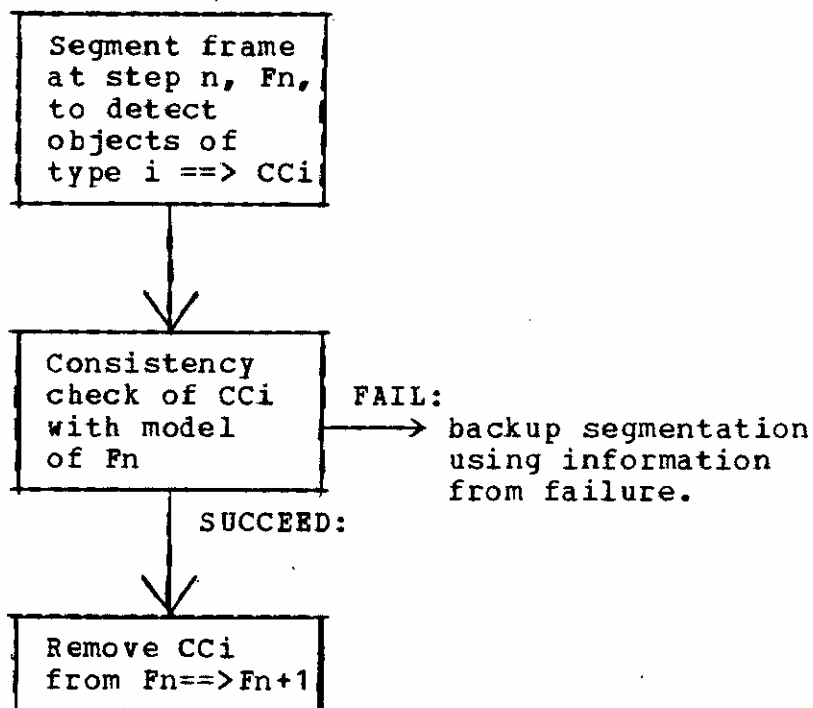 Segment frame
at step n, Fn,
to detect
objects of
type i ==> CCi
Consistency
check of CCi
with model
of Fn
FAIL:
backup segmentation
using information
from failure.
SUCCEED:
Remove CCi
from Fn==>Fn+1